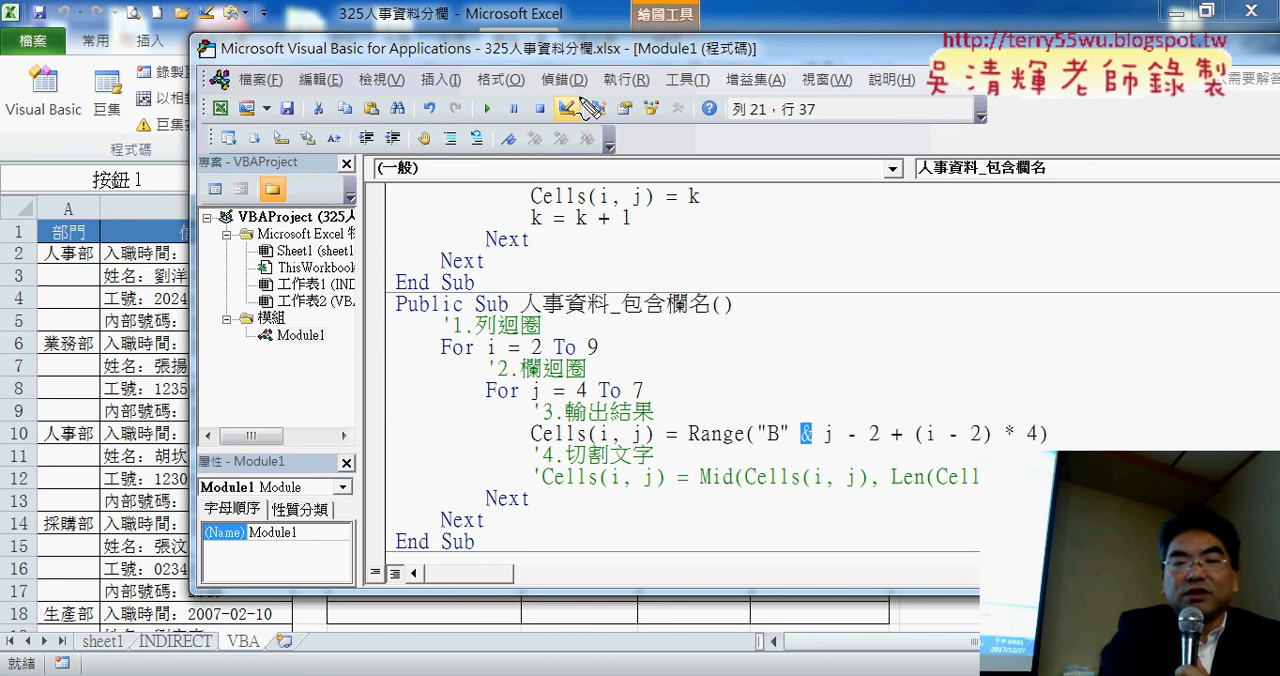 325人事資料分欄 - Microsoft Excel
繪圖工具
檔案
常用
插入
Microsoft Visual Basic for Applications - 325人事資料分欄.xlsx - [Module1 (程式碼)]
http://terry55wu.blogspot.tw
吳清輝老師錄製
需要解答
檔案(F) 編輯(E) 檢視(V) 插入(I) 格式(O) 偵錯(D) 執行(R) 工具(T) 增益集(A) 視窗(W) 說明(H)
錄製巨
以相
巨集
Visual Basic
巨集
程式碼
列 21，行 37
專案 - VBAProject
(一般)
人事資料_包含欄名
按鈕 1
VBAProject (325人
Microsoft Excel 物
Sheet1 (sheet1
ThisWorkbook
工作表1 (IND
工作表2 (VBA
模組
Module1
屬性 - Module1
Module1 Module
字母順序
性質分類
(Name) Module1
Cells(i, j) = k
k = k + 1
Next
Next
End Sub
Public Sub 人事資料_包含欄名()
'1.列迴圈
For i = 2 To 9
'2.欄迴圈
For j = 4 To 7
'3.輸出結果
Cells(i, j) = Range("B" & j - 2 + (i - 2) * 4)
'4.切割文字
'Cells(i, j) = Mid(Cells(i, j), Len(Cell
Next
Next
End Sub
A
1 部門
2 人事部 入職時間:
3 姓名: 劉洋
4 工號: 2024
5 內部號碼:
6 業務部 入職時間:
7 姓名: 張揚
8 工號: 1235
9 內部號碼:
10 人事部 入職時間:
11 姓名: 胡坎
12 工號: 1230
13 內部號碼:
14 採購部 入職時間:
15 姓名: 張汶
16 工號: 0234
17 內部號碼:
18 生產部 入職時間: 2007-02-10
sheet1
INDIRECT
VBA
就緒
下午 04:01
2017/12/27